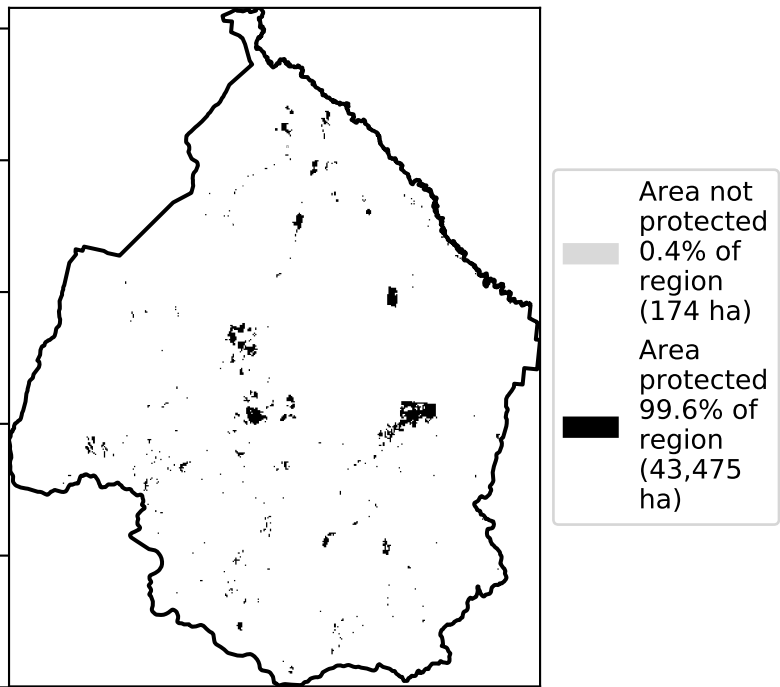 Area not
protected
0.4% of
region
(174 ha)
Area
protected
99.6% of
region
(43,475
ha)